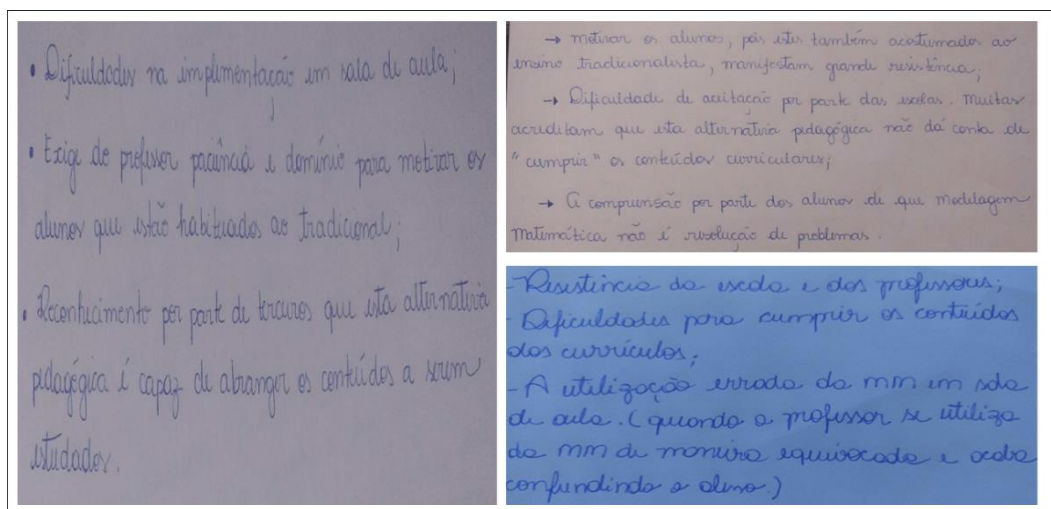 • Dificuldades na implementação em sala de aula;
• Exige do professor paciência e domínio para motivar os
alunos que estão habituados ao tradicional;
• Reconhecimento por parte de terceiros que esta alternativa
pedagógica é capaz de abranger os conteúdos a serem
estudados.
→ motivar os alunos, pois estes também acostumados ao
ensino tradicionalista, manifestam grande resistência;
→ Dificuldade de aceitação por parte das escolas. Muitas
acreditam que esta alternativa pedagógica não dá conta de
"cumprir" os conteúdos curriculares;
→ A compreensão por parte dos alunos de que modelagem
matemática não é resolução de problemas.
- Resistência da escola e dos professores;
- Dificuldades para cumprir os conteúdos
dos currículos;
- A utilização errada da MM em sala
de aula. (quando o professor se utiliza
da MM de maneira equivocada e acaba
confundindo o aluno.)